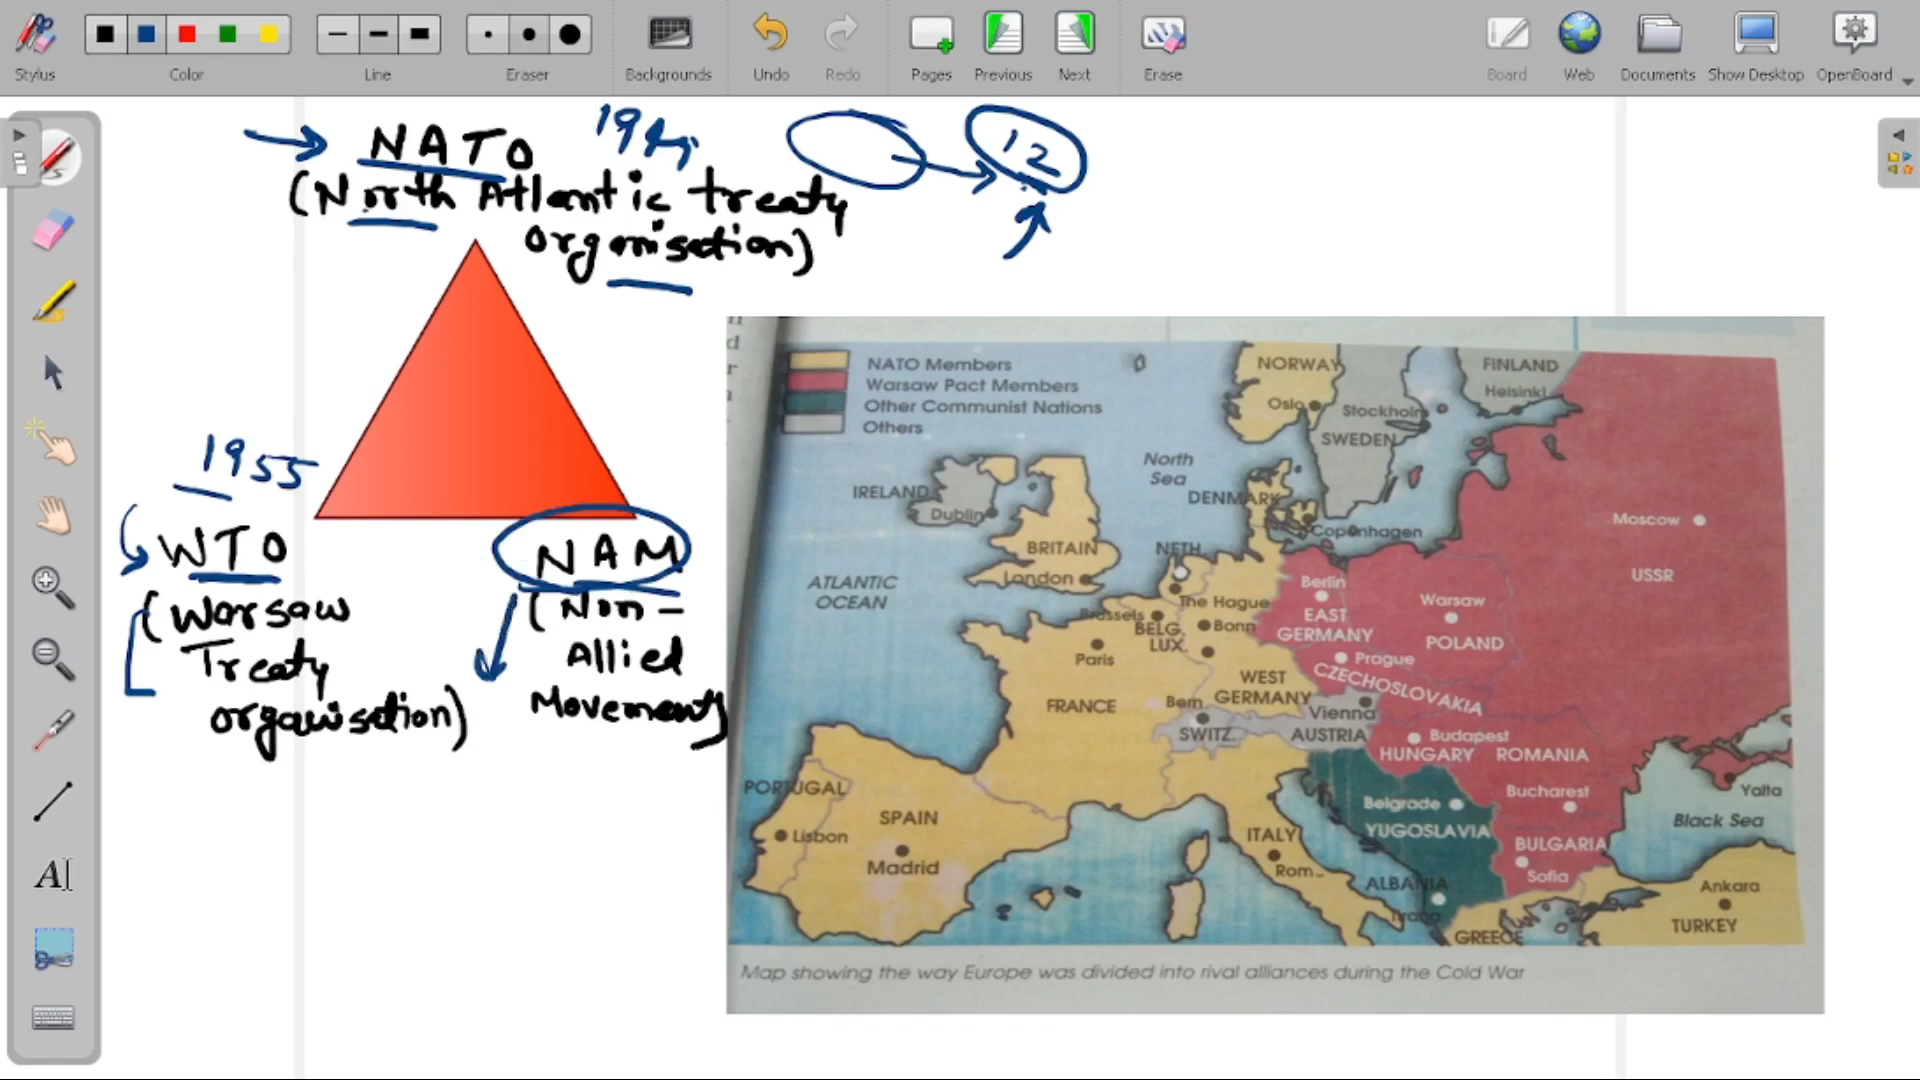 Stylus
Color
Line
Eraser
Backgrounds
Undo
Redo
Pages
Previous
Next
Erase
Board
Web
Documents
Show Desktop
OpenBoard
NATO
12
(North Atlantic treaty
organisation)
1955
WTO
(Warsaw
Treaty
organisation)
NAM
(Non-
Allied
Movement)
NATO Members
Warsaw Pact Members
Other Communist Nations
Others
NORWAY
Oslo
Stockholm
SWEDEN
FINLAND
Helsinki
North
Sea
IRELAND
Dublin
DENMARK
Copenhagen
Moscow
USSR
BRITAIN
London
NETH
ATLANTIC
OCEAN
The Hague
Brussels
BELG.
LUX.
Bonn
Berlin
EAST
GERMANY
Warsaw
POLAND
Paris
FRANCE
WEST
GERMANY
Prague
CZECHOSLOVAKIA
Bern
SWITZ.
Vienna
AUSTRIA
Budapest
HUNGARY
ROMANIA
Bucharest
Yalta
Black Sea
PORTUGAL
Lisbon
SPAIN
Madrid
ITALY
Belgrade
YUGOSLAVIA
BULGARIA
Sofia
ALBANIA
Tirana
GREECE
Ankara
TURKEY
Map showing the way Europe was divided into rival alliances during the Cold War